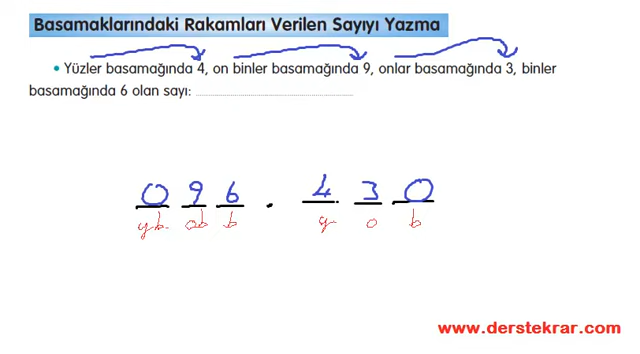 Basamaklarındaki Rakamları Verilen Sayıyı Yazma
• Yüzler basamağında 4, on binler basamağında 9, onlar basamağında 3, binler
basamağında 6 olan sayı: ................................................
0 9 6 . 4 3 0
yb ob b y o b
www.derstekrar.com